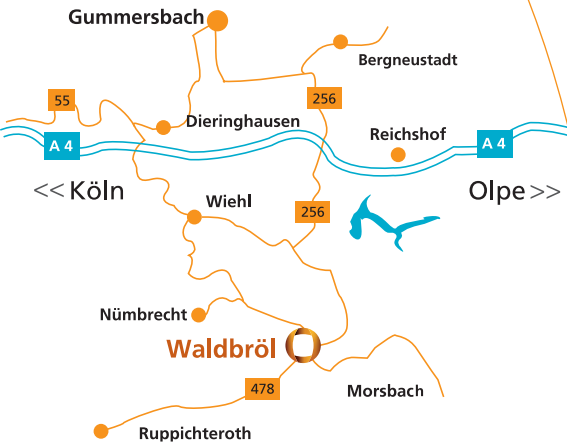 Gummersbach
Bergneustadt
55
256
Dieringhausen
Reichshof
A 4
A 4
<< Köln
Olpe >>
Wiehl
256
Nümbrecht
Waldbröl
478
Morsbach
Ruppichteroth